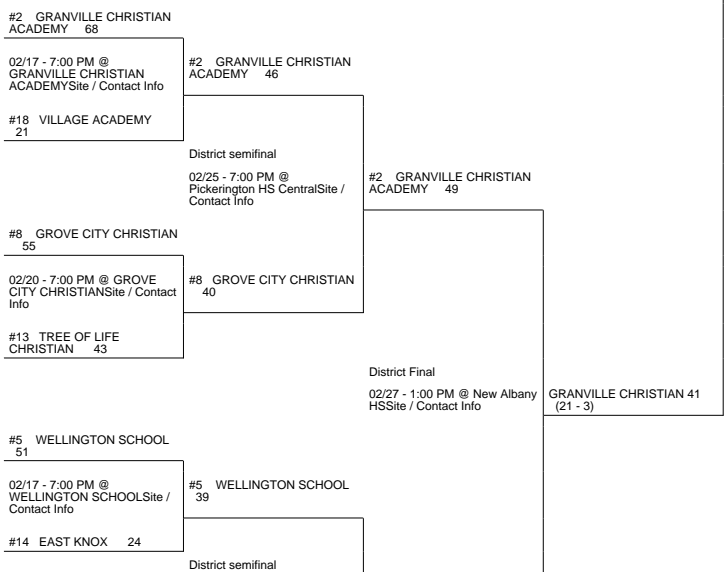 #2 GRANVILLE CHRISTIAN
ACADEMY 68
02/17 - 7:00 PM @
GRANVILLE CHRISTIAN
ACADEMYSite / Contact Info
#18 VILLAGE ACADEMY
21
#2 GRANVILLE CHRISTIAN
ACADEMY 46
District semifinal
02/25 - 7:00 PM @
Pickerington HS CentralSite /
Contact Info
#2 GRANVILLE CHRISTIAN
ACADEMY 49
#8 GROVE CITY CHRISTIAN
55
02/20 - 7:00 PM @ GROVE
CITY CHRISTIANSite / Contact
Info
#13 TREE OF LIFE
CHRISTIAN 43
#8 GROVE CITY CHRISTIAN
40
District Final
02/27 - 1:00 PM @ New Albany
HSSite / Contact Info
GRANVILLE CHRISTIAN 41
(21 - 3)
#5 WELLINGTON SCHOOL
51
02/17 - 7:00 PM @
WELLINGTON SCHOOLSite /
Contact Info
#14 EAST KNOX 24
#5 WELLINGTON SCHOOL
39
District semifinal